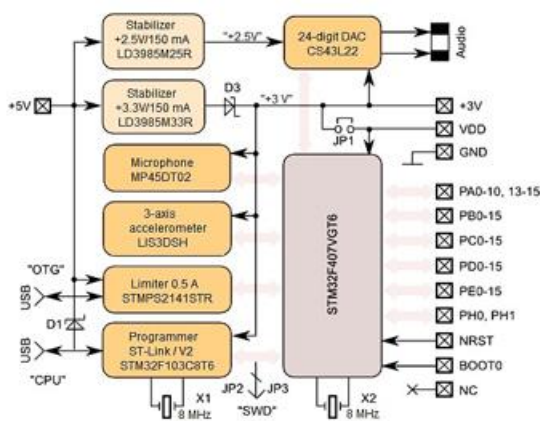 Stabilizer
+2.5V/150 mA
LD3985M25R
"+2.5V"
24-digit DAC
CS43L22
Audio
+5V
Stabilizer
+3.3V/150 mA
LD3985M33R
D3
"+3 V"
+3V
JP1
VDD
GND
Microphone
MP45DT02
3-axis
accelerometer
LIS3DSH
STM32F407VGT6
PA0-10, 13-15
PB0-15
PC0-15
PD0-15
PE0-15
PH0, PH1
NRST
BOOT0
NC
"OTG"
USB
Limiter 0.5 A
STMPS2141STR
D1
USB
"CPU"
Programmer
ST-Link / V2
STM32F103C8T6
X1
8 MHz
JP2
JP3
"SWD"
X2
8 MHz